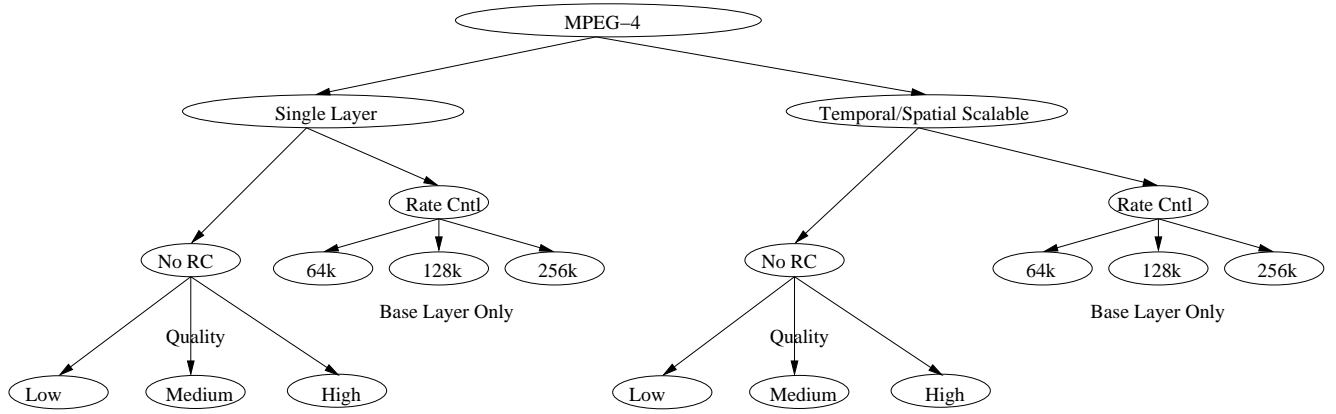 MPEG−4
Single Layer
Temporal/Spatial Scalable
Rate Cntl
Rate Cntl
No RC
64k
128k
256k
No RC
64k
128k
256k
Base Layer Only
Base Layer Only
Quality
Quality
Low
Medium
High
Low
Medium
High